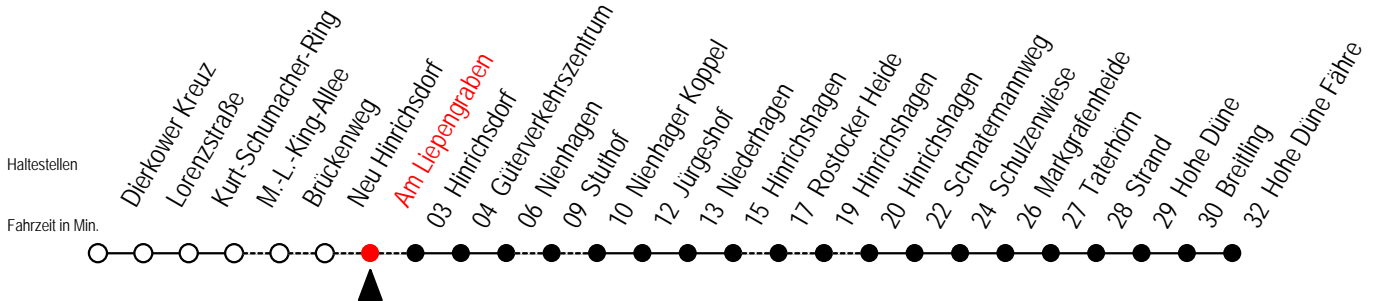 Haltestellen
Fahrzeit in Min.
Dierkower Kreuz
Lorenzstraße
Kurt-Schumacher-Ring
M.-L.-King-Allee
Brückenweg
Neu Hinrichsdorf
Am Liepengraben
03 Hinrichsdorf
04 Güterverkehrszentrum
06 Nienhagen
09 Stuthof
10 Nienhager Koppel
12 Jürgeshof
13 Niederhagen
15 Hinrichshagen
17 Rostocker Heide
19 Hinrichshagen
20 Hinrichshagen
22 Schnatermannweg
24 Schulzenwiese
26 Markgrafenheide
27 Taterhörn
28 Strand
29 Hohe Düne
30 Breitling
32 Hohe Düne Fähre